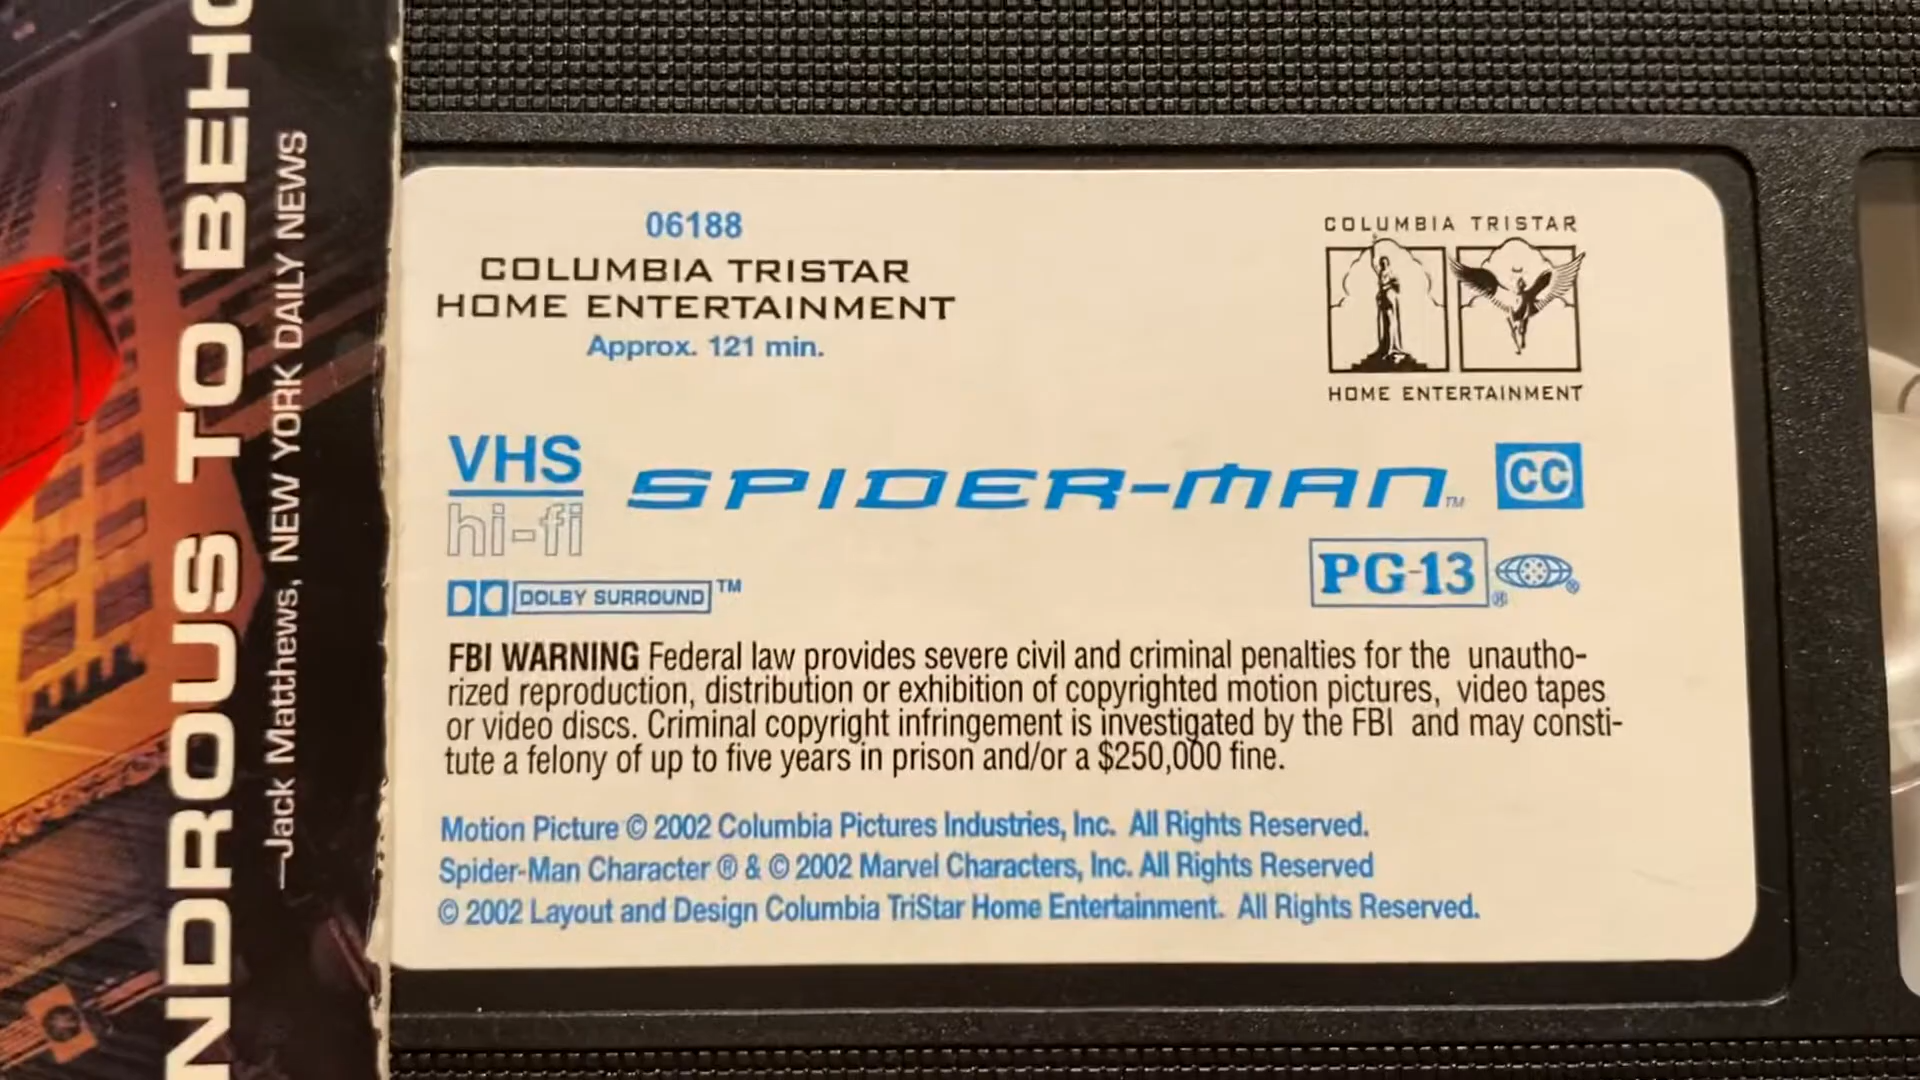 NDROUS TO BEHO
—Jack Matthews, NEW YORK DAILY NEWS
06188
COLUMBIA TRISTAR
HOME ENTERTAINMENT
Approx. 121 min.
COLUMBIA TRISTAR
HOME ENTERTAINMENT
VHS
hi-fi
SPIDER-MAN™
CC
DOLBY SURROUND™
PG-13®
®
FBI WARNING Federal law provides severe civil and criminal penalties for the unautho-
rized reproduction, distribution or exhibition of copyrighted motion pictures, video tapes
or video discs. Criminal copyright infringement is investigated by the FBI and may consti-
tute a felony of up to five years in prison and/or a $250,000 fine.
Motion Picture © 2002 Columbia Pictures Industries, Inc. All Rights Reserved.
Spider-Man Character ® & © 2002 Marvel Characters, Inc. All Rights Reserved
© 2002 Layout and Design Columbia TriStar Home Entertainment. All Rights Reserved.